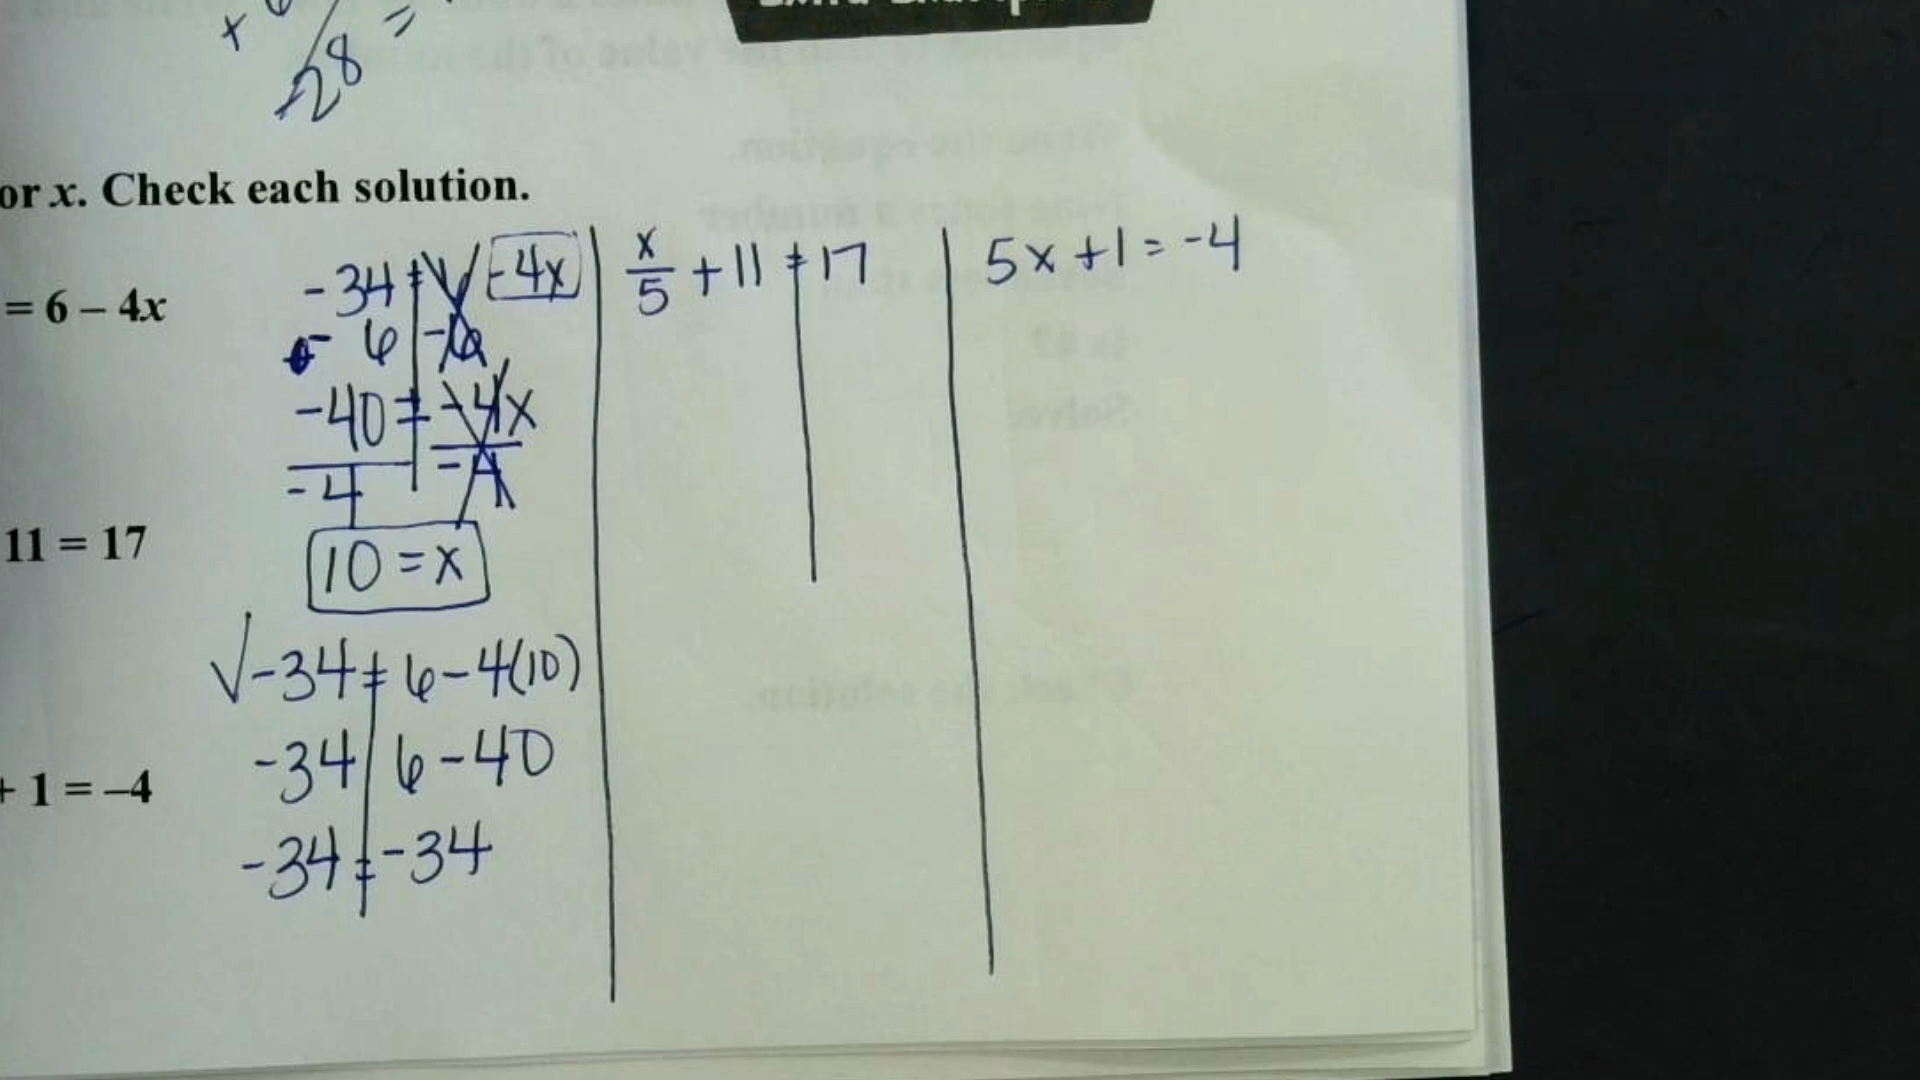 28
or x. Check each solution.
= 6 – 4x
11 = 17
+ 1 = –4
-34 = 6 -4x
- 6 -6
-40 = -4x
-4 -4
10 = x
√-34 = 6-4(10)
-34 6-40
-34 = -34
x/5 + 11 = 17
5x +1 = -4